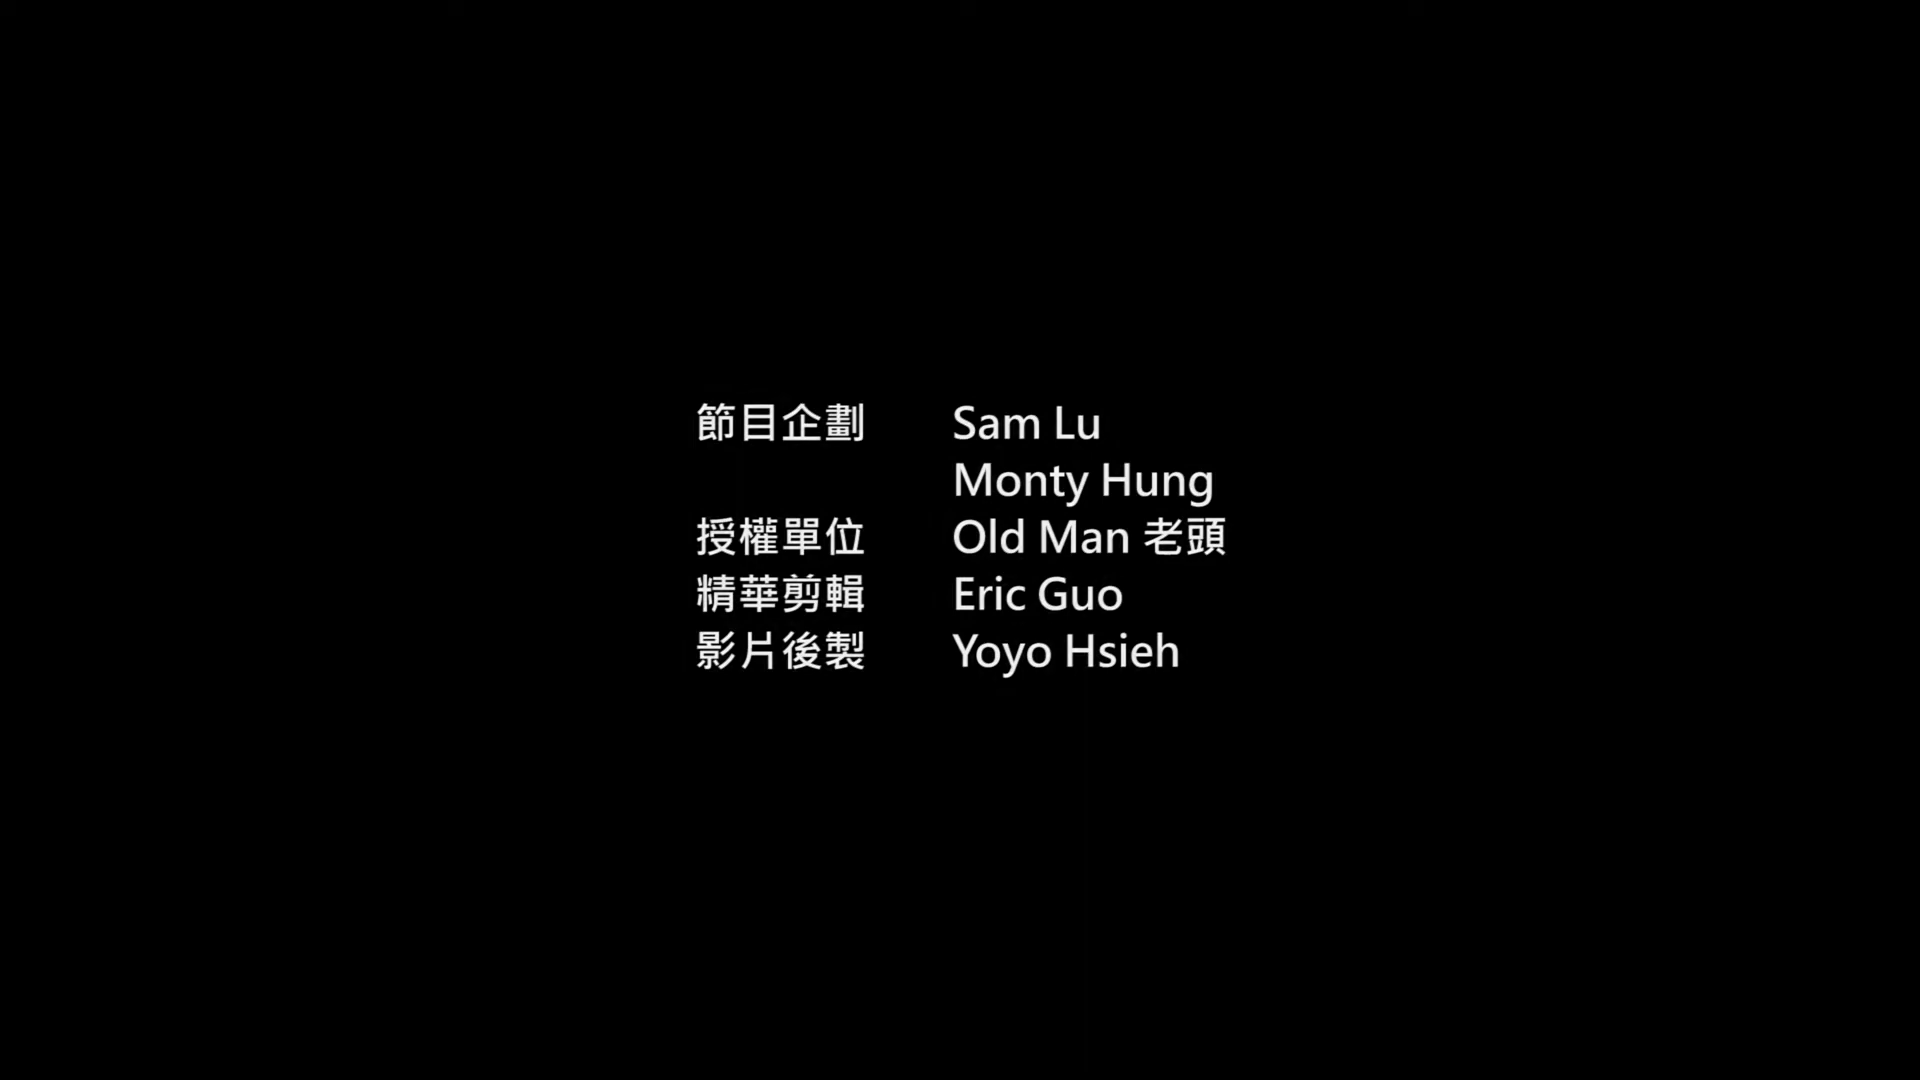 節目企劃 Sam Lu
Monty Hung
授權單位 Old Man 老頭
精華剪輯 Eric Guo
影片後製 Yoyo Hsieh